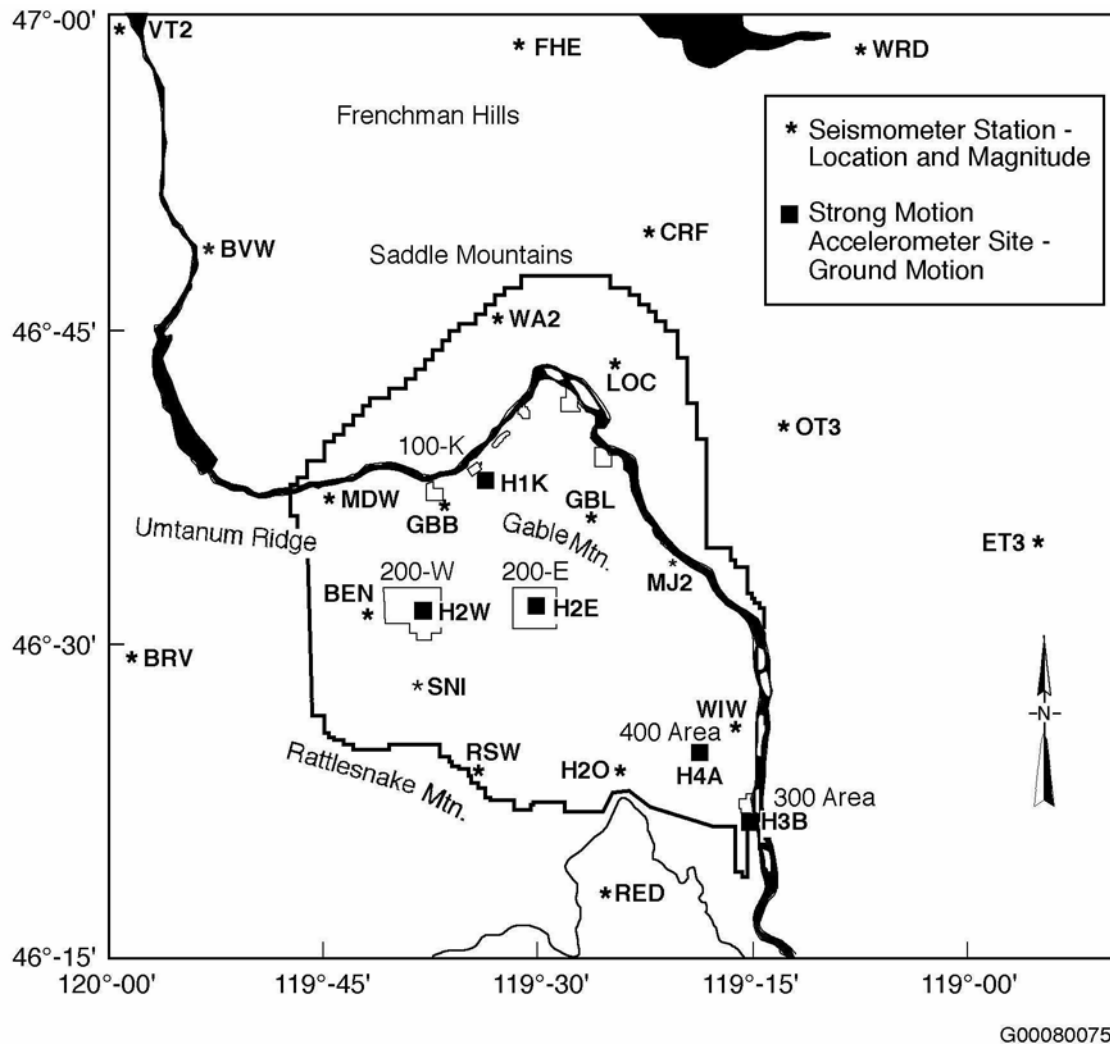 47°-00'
VT2
FHE
WRD
Frenchman Hills
* Seismometer Station -
Location and Magnitude
■ Strong Motion
Accelerometer Site -
Ground Motion
CRF
BVW
Saddle Mountains
46°-45'
WA2
LOC
OT3
100-K
H1K
MDW
GBB
GBL
Gable Mtn.
Umtanum Ridge
ET3
MJ2
200-W
200-E
BEN
H2W
H2E
46°-30'
BRV
SNI
-N-
WIW
400 Area
RSW
H2O
H4A
Rattlesnake Mtn.
300 Area
H3B
RED
46°-15'
120°-00' 119°-45' 119°-30' 119°-15' 119°-00'
G00080075